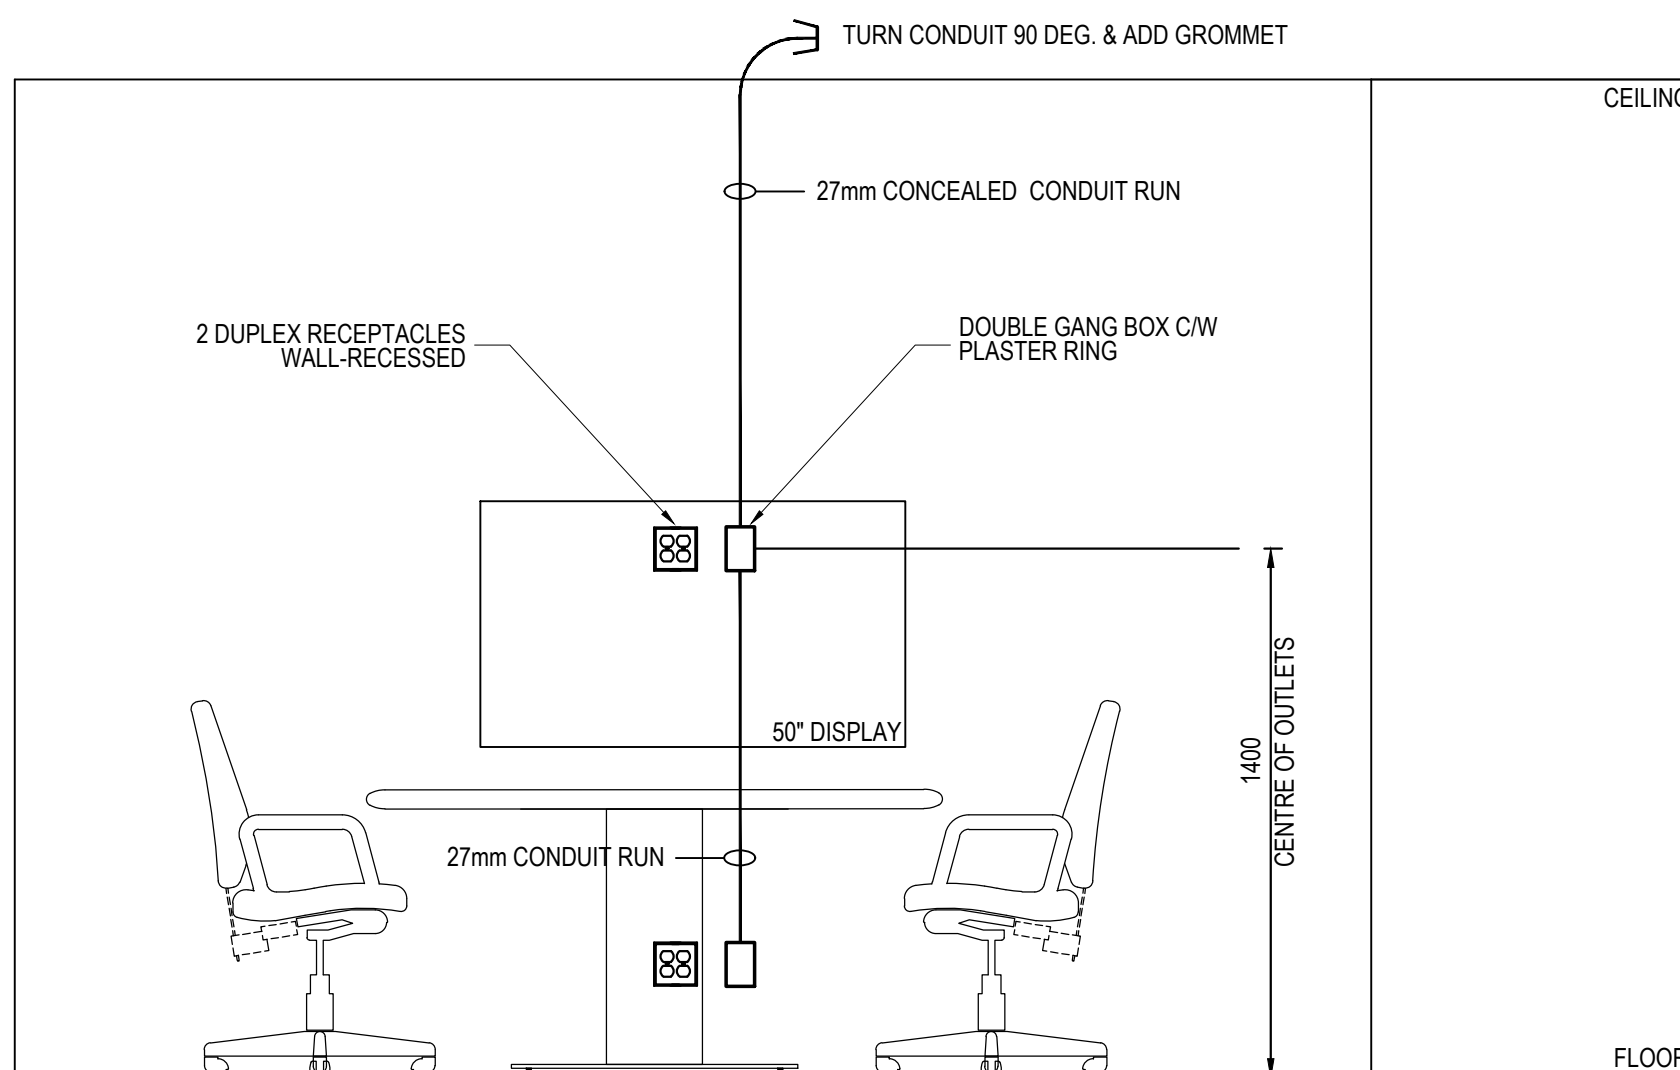 TURN CONDUIT 90 DEG. & ADD GROMMET
CEILING
27mm CONCEALED CONDUIT RUN
2 DUPLEX RECEPTACLES
WALL-RECESSED
DOUBLE GANG BOX C/W
PLASTER RING
50" DISPLAY
1400
CENTRE OF OUTLETS
27mm CONDUIT RUN
FLOOR